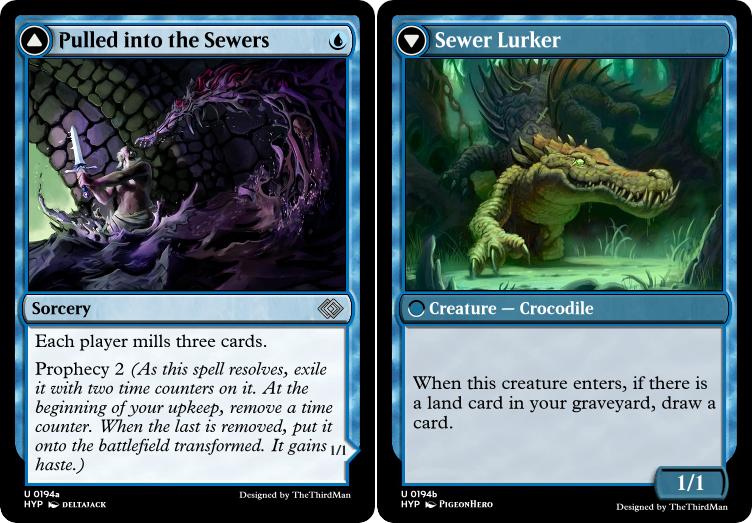 Pulled into the Sewers
Sorcery
Each player mills three cards.
Prophecy 2 (As this spell resolves, exile
it with two time counters on it. At the
beginning of your upkeep, remove a time
counter. When the last is removed, put it
onto the battlefield transformed. It gains
haste.)
1/1
U 0194a
HYP DELTAJACK
Designed by TheThirdMan
Sewer Lurker
Creature — Crocodile
When this creature enters, if there is
a land card in your graveyard, draw a
card.
1/1
U 0194b
HYP PIGEONHERO
Designed by TheThirdMan